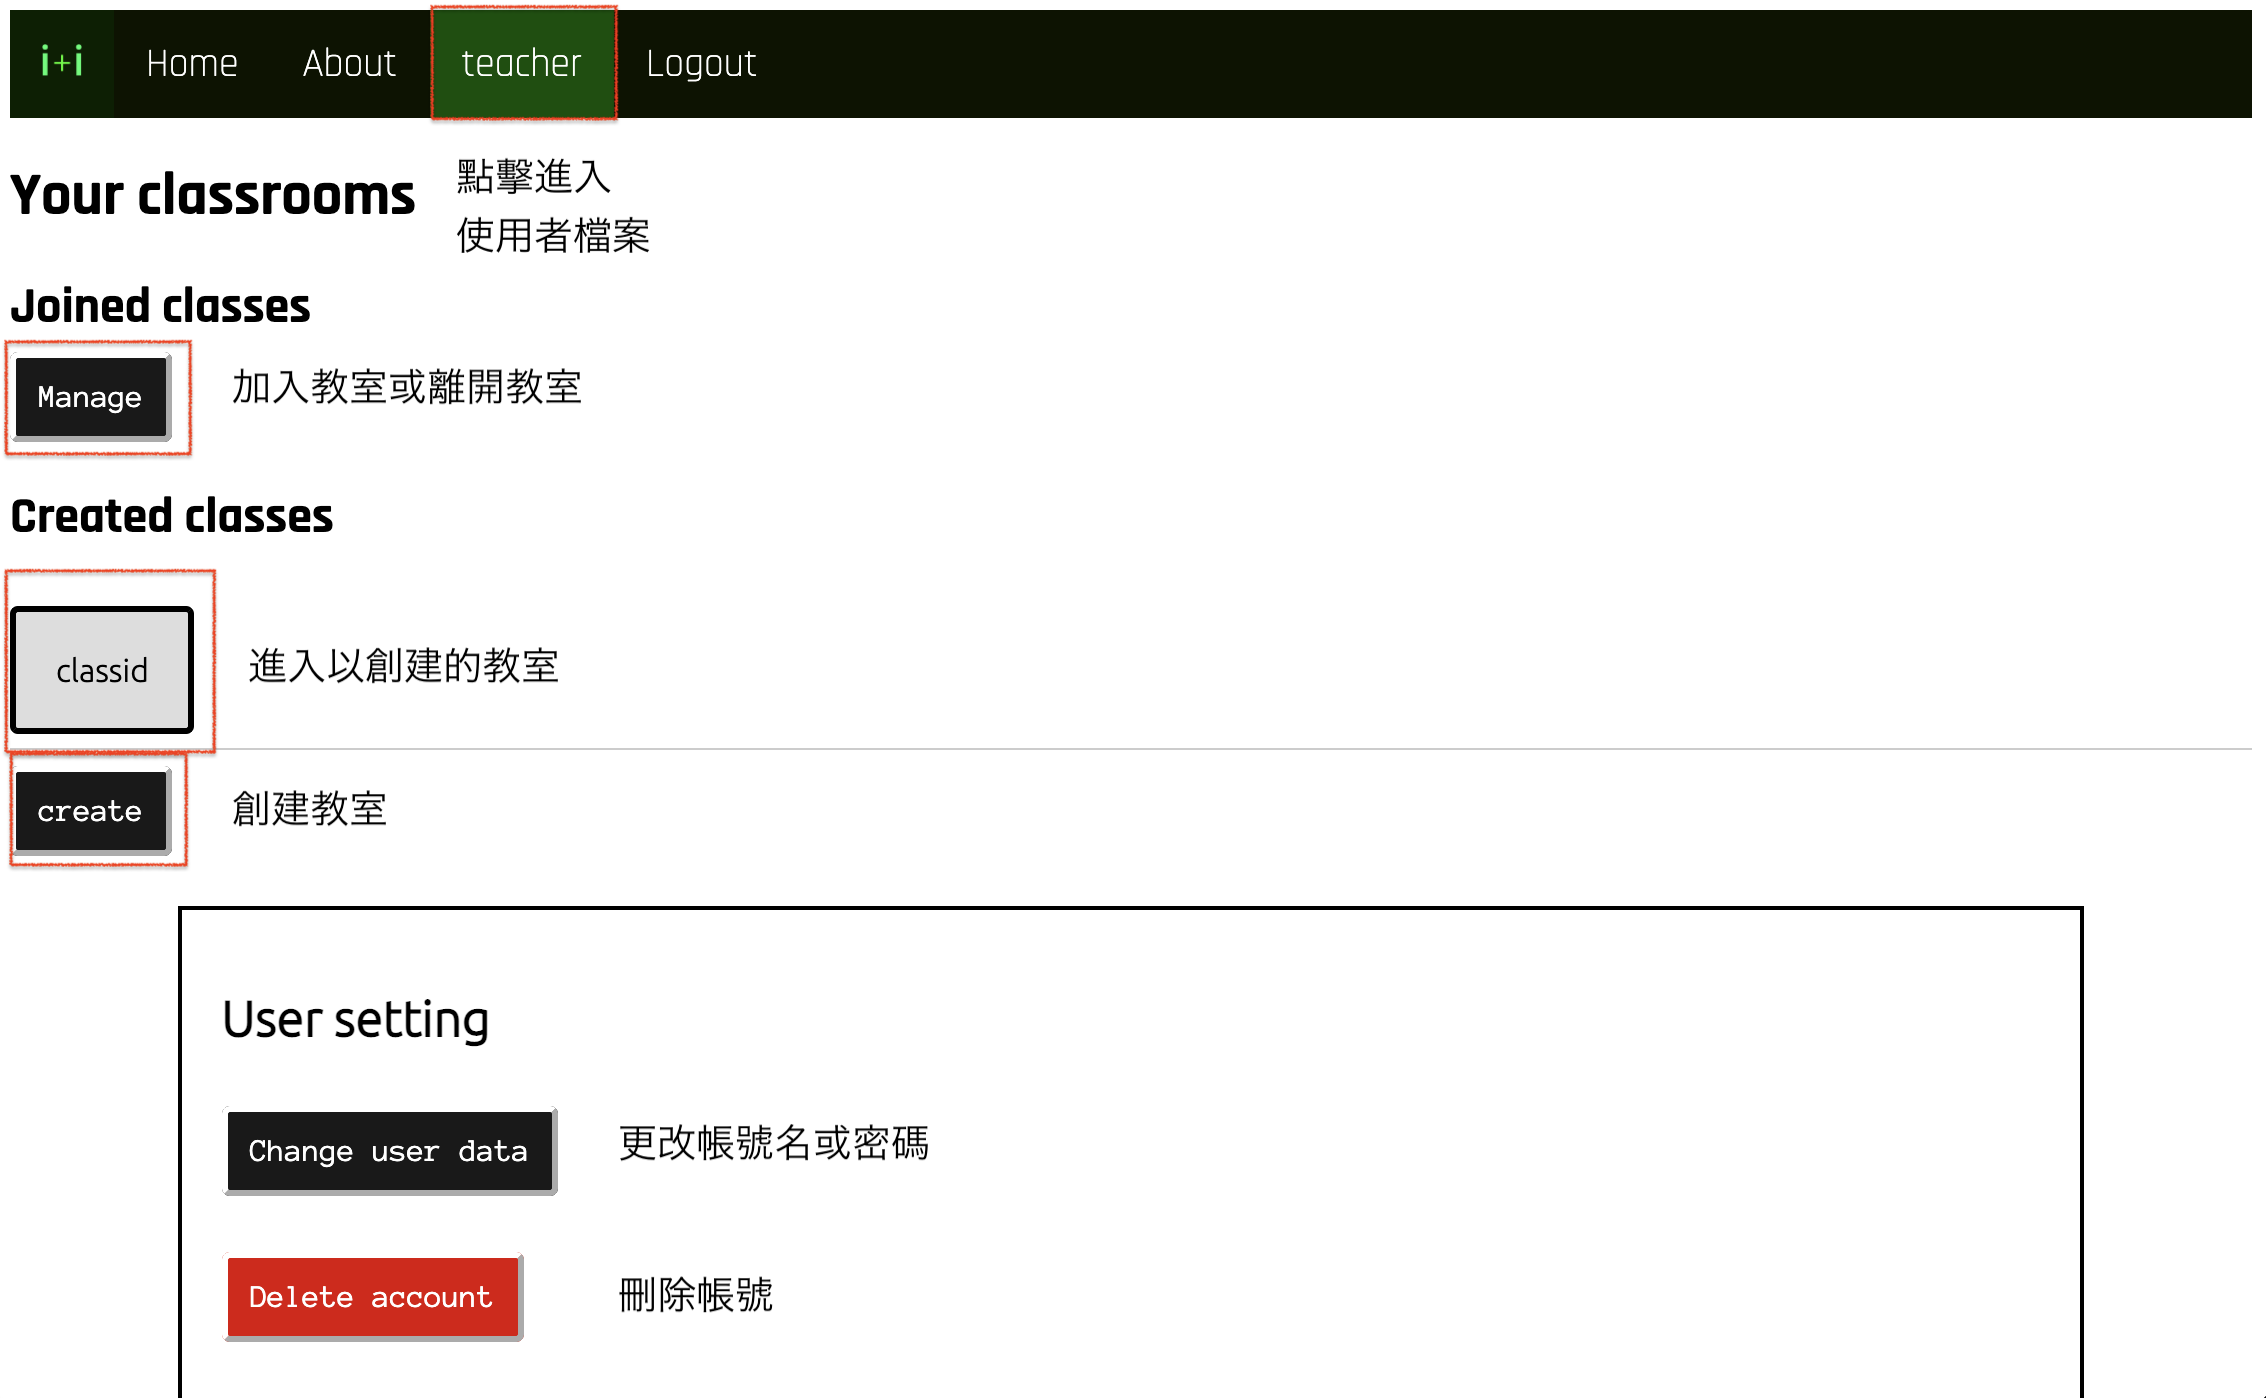 i+i Home About teacher Logout
Your classrooms
點擊進入
使用者檔案
Joined classes
Manage 加入教室或離開教室
Created classes
classid 進入以創建的教室
create 創建教室
User setting
Change user data 更改帳號名或密碼
Delete account 刪除帳號